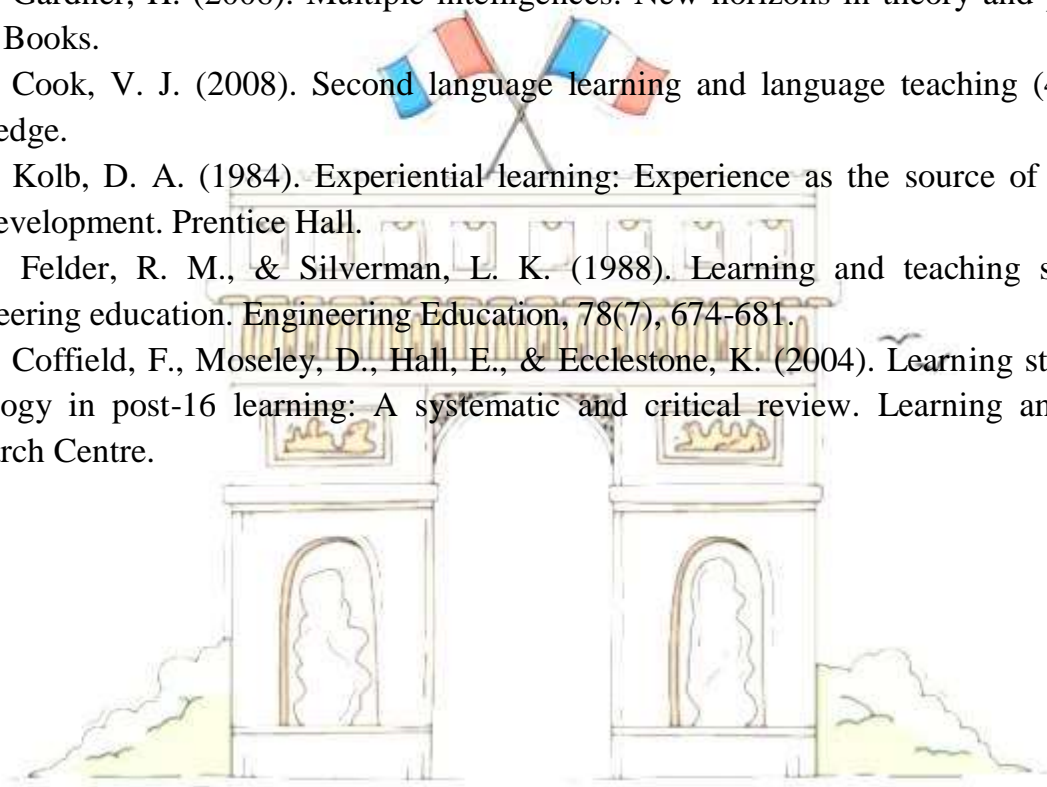 Gardner, H. (2006). Multiple intelligences: New horizons in theory and
Books.
Cook, V. J. (2008). Second language learning and language teaching (4
edge.
Kolb, D. A. (1984). Experiential learning: Experience as the source of
evelopment. Prentice Hall.
Felder, R. M., & Silverman, L. K. (1988). Learning and teaching s
eering education. Engineering Education, 78(7), 674-681.
Coffield, F., Moseley, D., Hall, E., & Ecclestone, K. (2004). Learning st
ogy in post-16 learning: A systematic and critical review. Learning an
rch Centre.